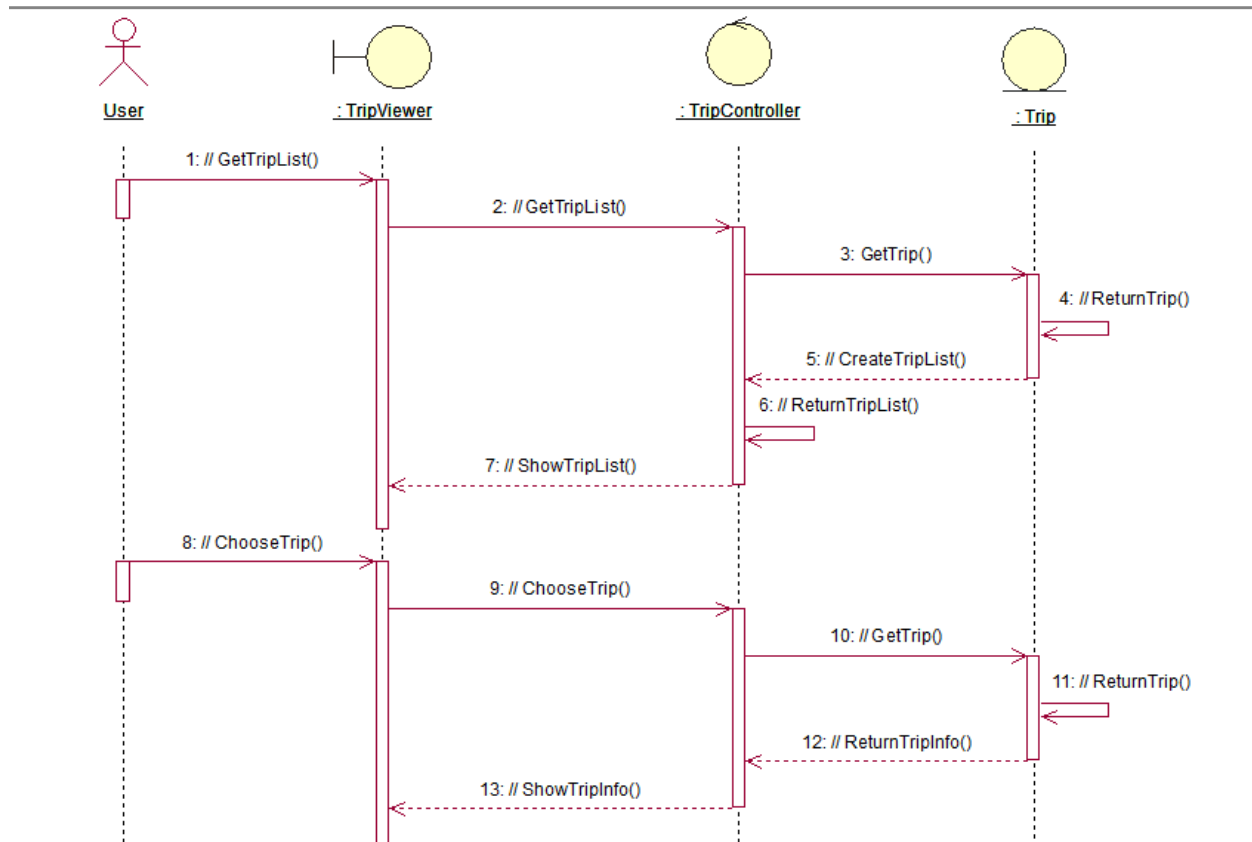 User
: TripViewer
: TripController
: Trip
1: // GetTripList()
2: // GetTripList()
3: GetTrip()
4: // ReturnTrip()
5: // CreateTripList()
6: // ReturnTripList()
7: // ShowTripList()
8: // ChooseTrip()
9: // ChooseTrip()
10: // GetTrip()
11: // ReturnTrip()
12: // ReturnTripInfo()
13: // ShowTripInfo()